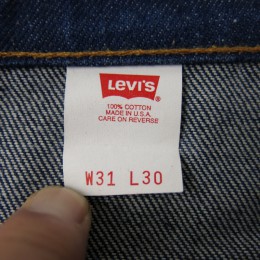 LEVI'S
100% COTTON
MADE IN U.S.A.
CARE ON REVERSE
W31 L30